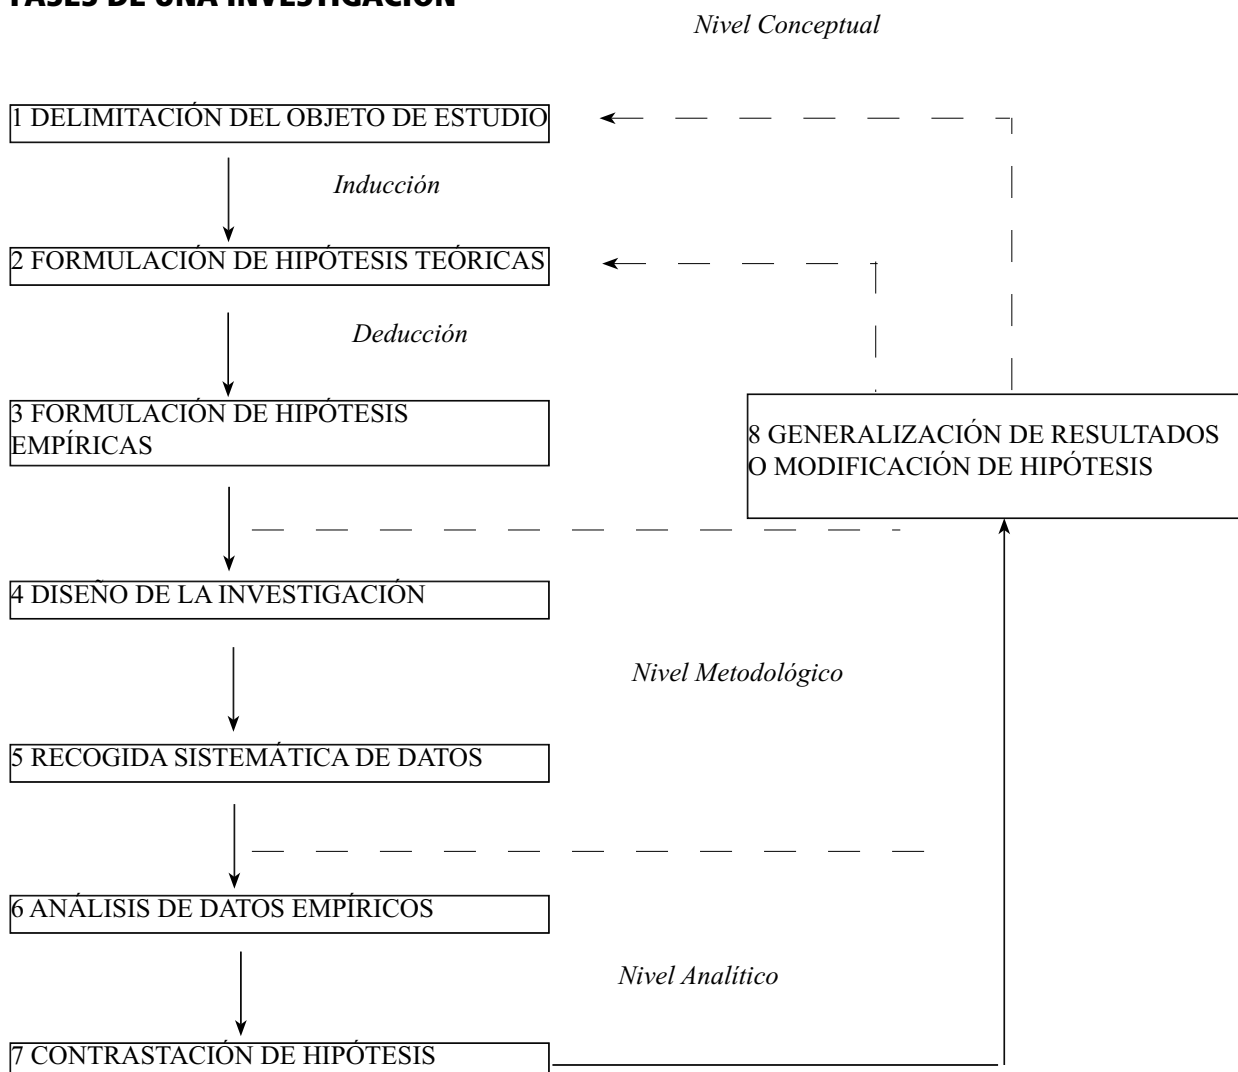 FASES DE UNA INVESTIGACIÓN
Nivel Conceptual
1 DELIMITACIÓN DEL OBJETO DE ESTUDIO
Inducción
2 FORMULACIÓN DE HIPÓTESIS TEÓRICAS
Deducción
3 FORMULACIÓN DE HIPÓTESIS
EMPÍRICAS
8 GENERALIZACIÓN DE RESULTADOS
O MODIFICACIÓN DE HIPÓTESIS
4 DISEÑO DE LA INVESTIGACIÓN
Nivel Metodológico
5 RECOGIDA SISTEMÁTICA DE DATOS
6 ANÁLISIS DE DATOS EMPÍRICOS
Nivel Analítico
7 CONTRASTACIÓN DE HIPÓTESIS